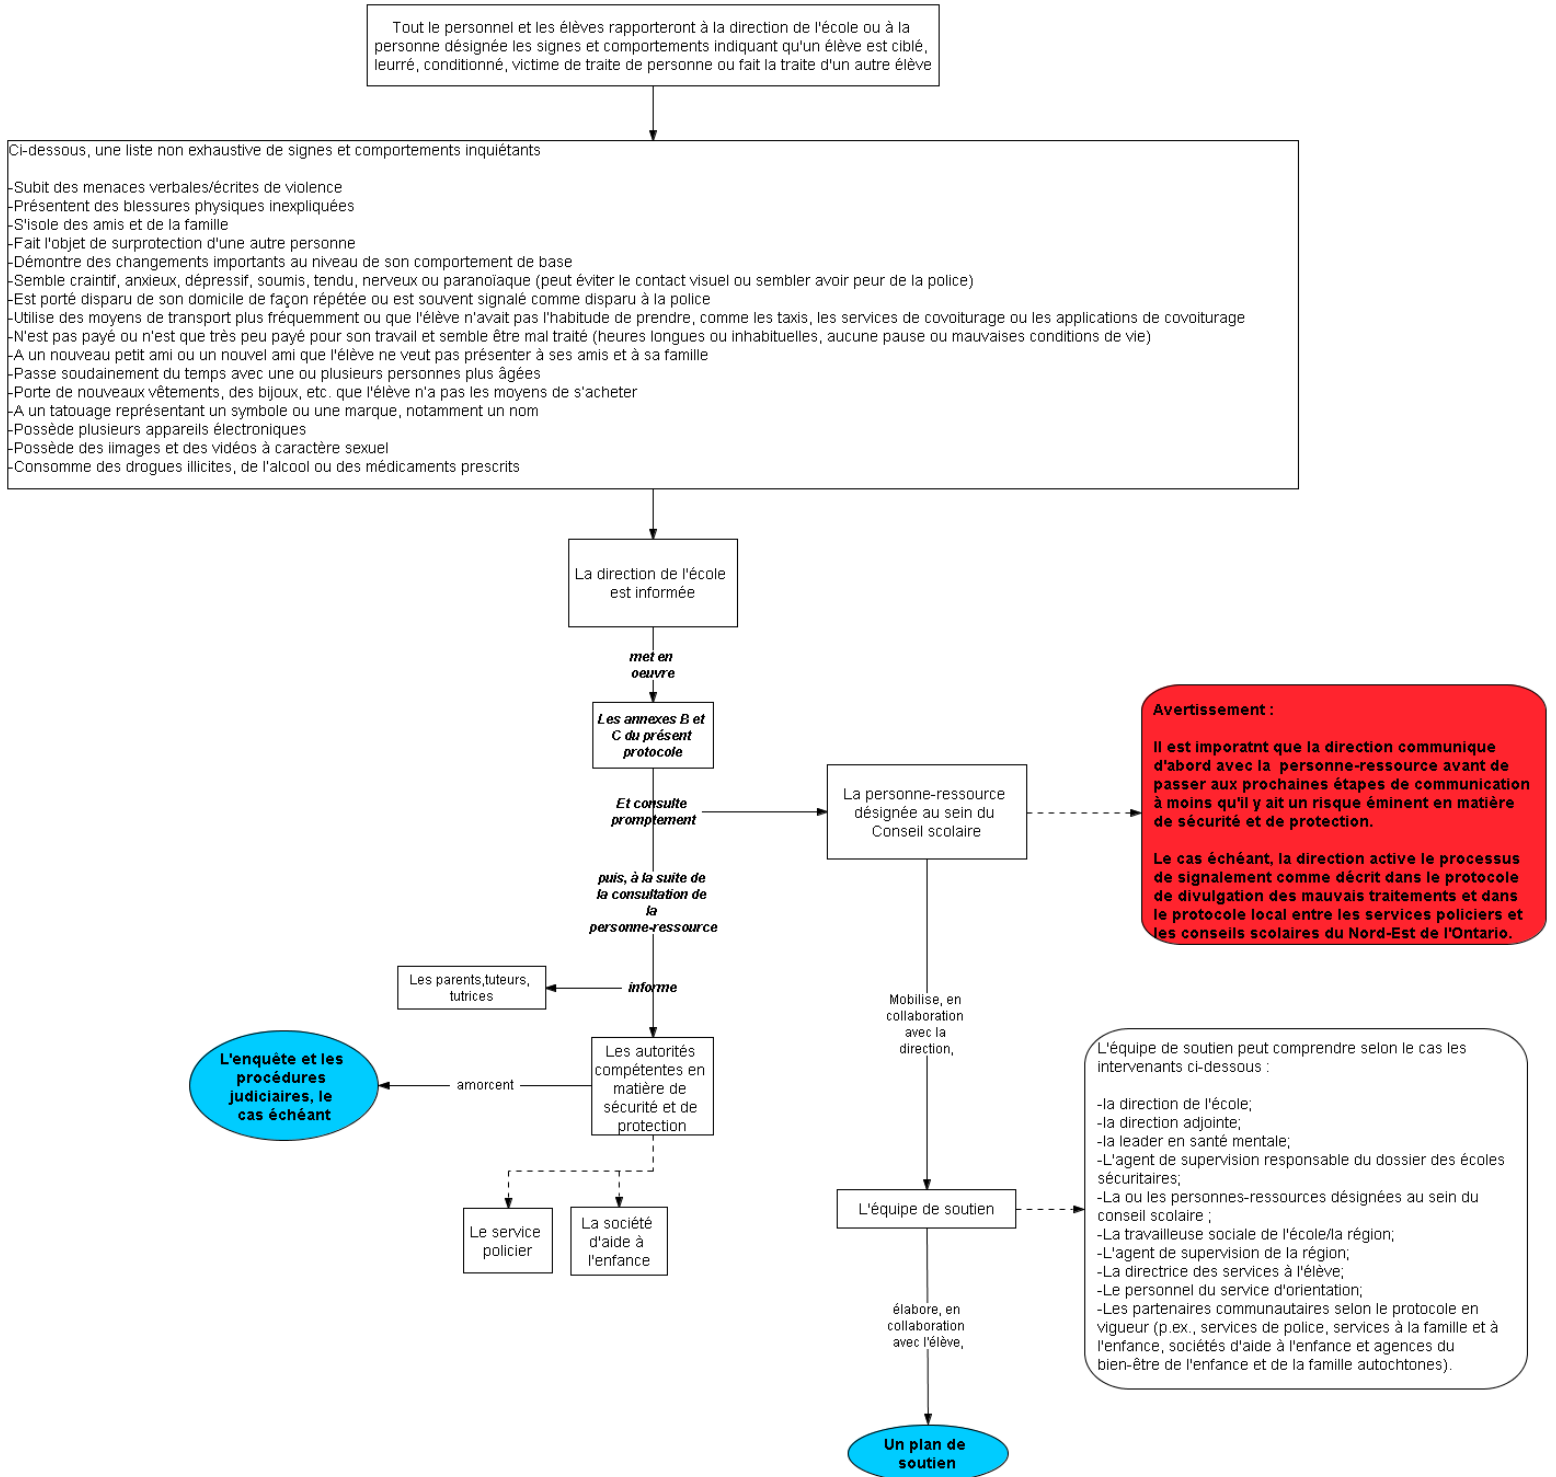 Tout le personnel et les élèves rapporteront à la direction de l'école ou à la
personne désignée les signes et comportements indiquant qu'un élève est ciblé,
leurré, conditionné, victime de traite de personne ou fait la traite d'un autre élève
Ci-dessous, une liste non exhaustive de signes et comportements inquiétants
-Subit des menaces verbales/écrites de violence
-Présentent des blessures physiques inexpliquées
-S'isole des amis et de la famille
-Fait l'objet de surprotection d'une autre personne
-Démontre des changements importants au niveau de son comportement de base
-Semble craintif, anxieux, dépressif, soumis, tendu, nerveux ou paranoïaque (peut éviter le contact visuel ou sembler avoir peur de la police)
-Est porté disparu de son domicile de façon répétée ou est souvent signalé comme disparu à la police
-Utilise des moyens de transport plus fréquemment ou que l'élève n'avait pas l'habitude de prendre, comme les taxis, les services de covoiturage ou les applications de covoiturage
-N'est pas payé ou n'est que très peu payé pour son travail et semble être mal traité (heures longues ou inhabituelles, aucune pause ou mauvaises conditions de vie)
-A un nouveau petit ami ou un nouvel ami que l'élève ne veut pas présenter à ses amis et à sa famille
-Passe soudainement du temps avec une ou plusieurs personnes plus âgées
-Porte de nouveaux vêtements, des bijoux, etc. que l'élève n'a pas les moyens de s'acheter
-A un tatouage représentant un symbole ou une marque, notamment un nom
-Possède plusieurs appareils électroniques
-Possède des iimages et des vidéos à caractère sexuel
-Consomme des drogues illicites, de l'alcool ou des médicaments prescrits
La direction de l'école
est informée
met en
oeuvre
Les annexes B et
C du présent
protocole
Et consulte
promptement
La personne-ressource
désignée au sein du
Conseil scolaire
Avertissement :
Il est imporatnt que la direction communique
d'abord avec la personne-ressource avant de
passer aux prochaines étapes de communication
à moins qu'il y ait un risque éminent en matière
de sécurité et de protection.
Le cas échéant, la direction active le processus
de signalement comme décrit dans le protocole
de divulgation des mauvais traitements et dans
le protocole local entre les services policiers et
les conseils scolaires du Nord-Est de l'Ontario.
puis, à la suite de
la consultation de
la
personne-ressource
informe
Les parents,tuteurs,
tutrices
Les autorités
compétentes en
matière de
sécurité et de
protection
amorcent
L'enquête et les
procédures
judiciaires, le
cas échéant
Le service
policier
La société
d'aide à
l'enfance
Mobilise, en
collaboration
avec la
direction,
L'équipe de soutien
L'équipe de soutien peut comprendre selon le cas les
intervenants ci-dessous :
-la direction de l'école;
-la direction adjointe;
-la leader en santé mentale;
-L'agent de supervision responsable du dossier des écoles
sécuritaires;
-La ou les personnes-ressources désignées au sein du
conseil scolaire ;
-La travailleuse sociale de l'école/la région;
-L'agent de supervision de la région;
-La directrice des services à l'élève;
-Le personnel du service d'orientation;
-Les partenaires communautaires selon le protocole en
vigueur (p.ex., services de police, services à la famille et à
l'enfance, sociétés d'aide à l'enfance et agences du
bien-être de l'enfance et de la famille autochtones).
élabore, en
collaboration
avec l'élève,
Un plan de
soutien